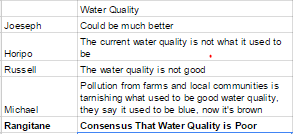 Water Quality
Joeseph Could be much better
The current water quality is not what it used to
Horipo be
Russell The water quality is not good
Pollution from farms and local communities is
tarnishing what used to be good water quality,
Michael they say it used to be blue, now it's brown
Rangitane Consensus That Water Quality is Poor